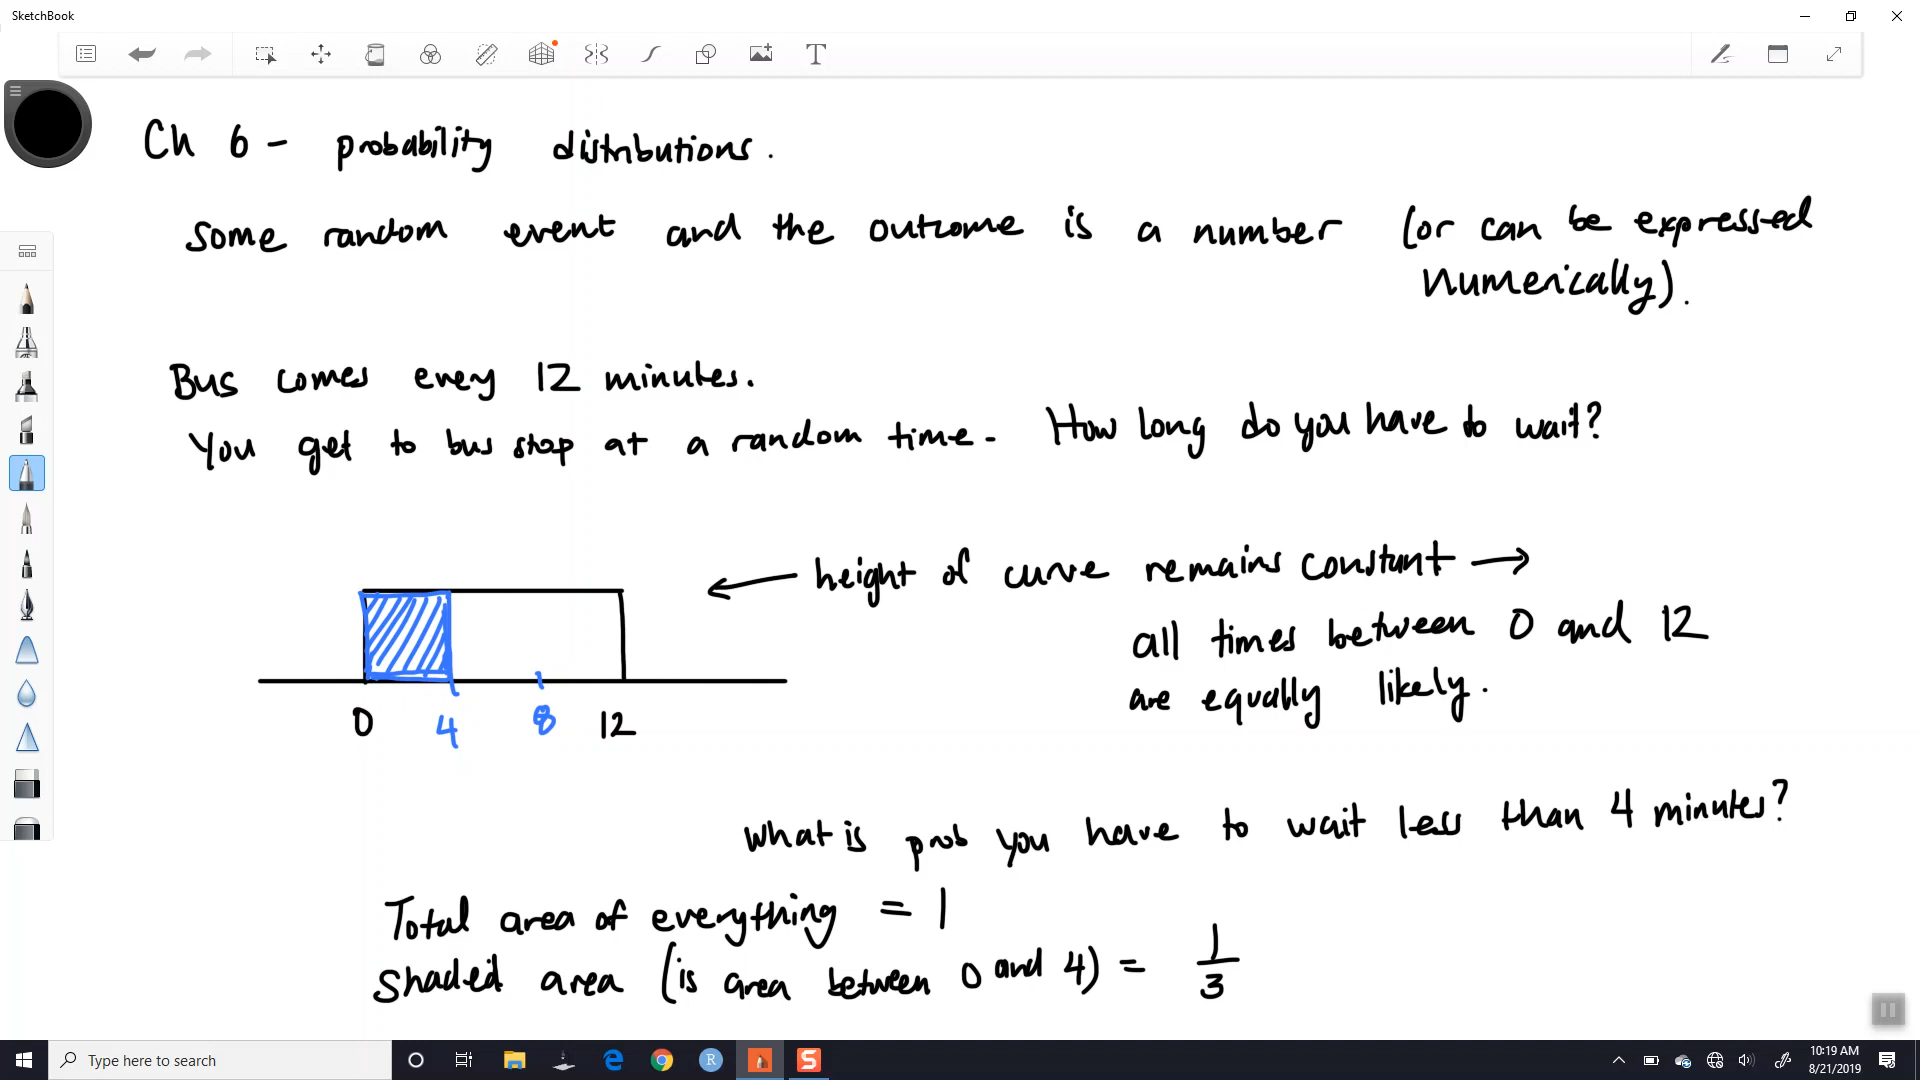 SketchBook
Ch 6 - probability distributions.
Some random event and the outcome is a number (or can be expressed
numerically).
Bus comes every 12 minutes.
You get to bus stop at a random time. How long do you have to wait?
← height of curve remains constant →
all times between 0 and 12
are equally likely.
0 4 8 12
What is prob you have to wait less than 4 minutes?
Total area of everything = 1
Shaded area (is area between 0 and 4) = 1/3
Type here to search
10:19 AM
8/21/2019